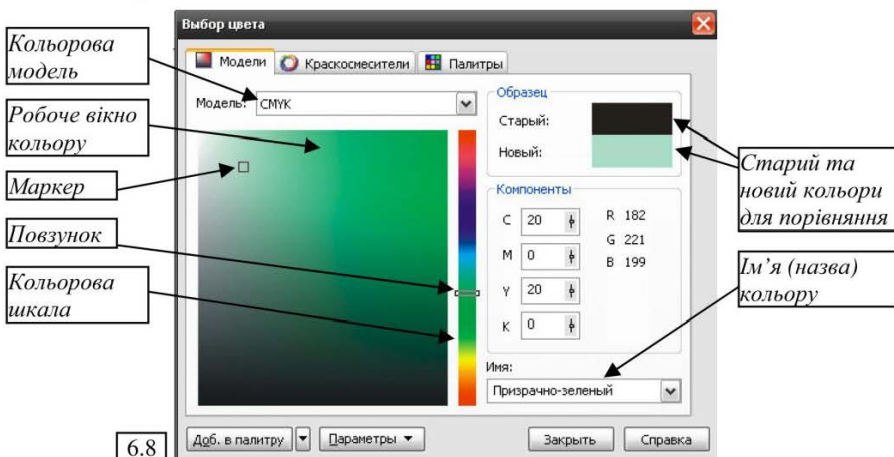 Кольорова
модель
Робоче вікно
кольору
Маркер
Повзунок
Кольорова
шкала
6.8
Выбор цвета
Модели
Краскосмесители
Палитры
Модель:
CMYK
Образец
Старый:
Новый:
Компоненты
C 20 R 182
G 221
M 0
B 199
Y 20
K 0
Имя:
Призрачно-зеленый
Доб. в палитру
Параметры
Закрыть
Справка
Старий та
новий кольори
для порівняння
Ім’я (назва)
кольору